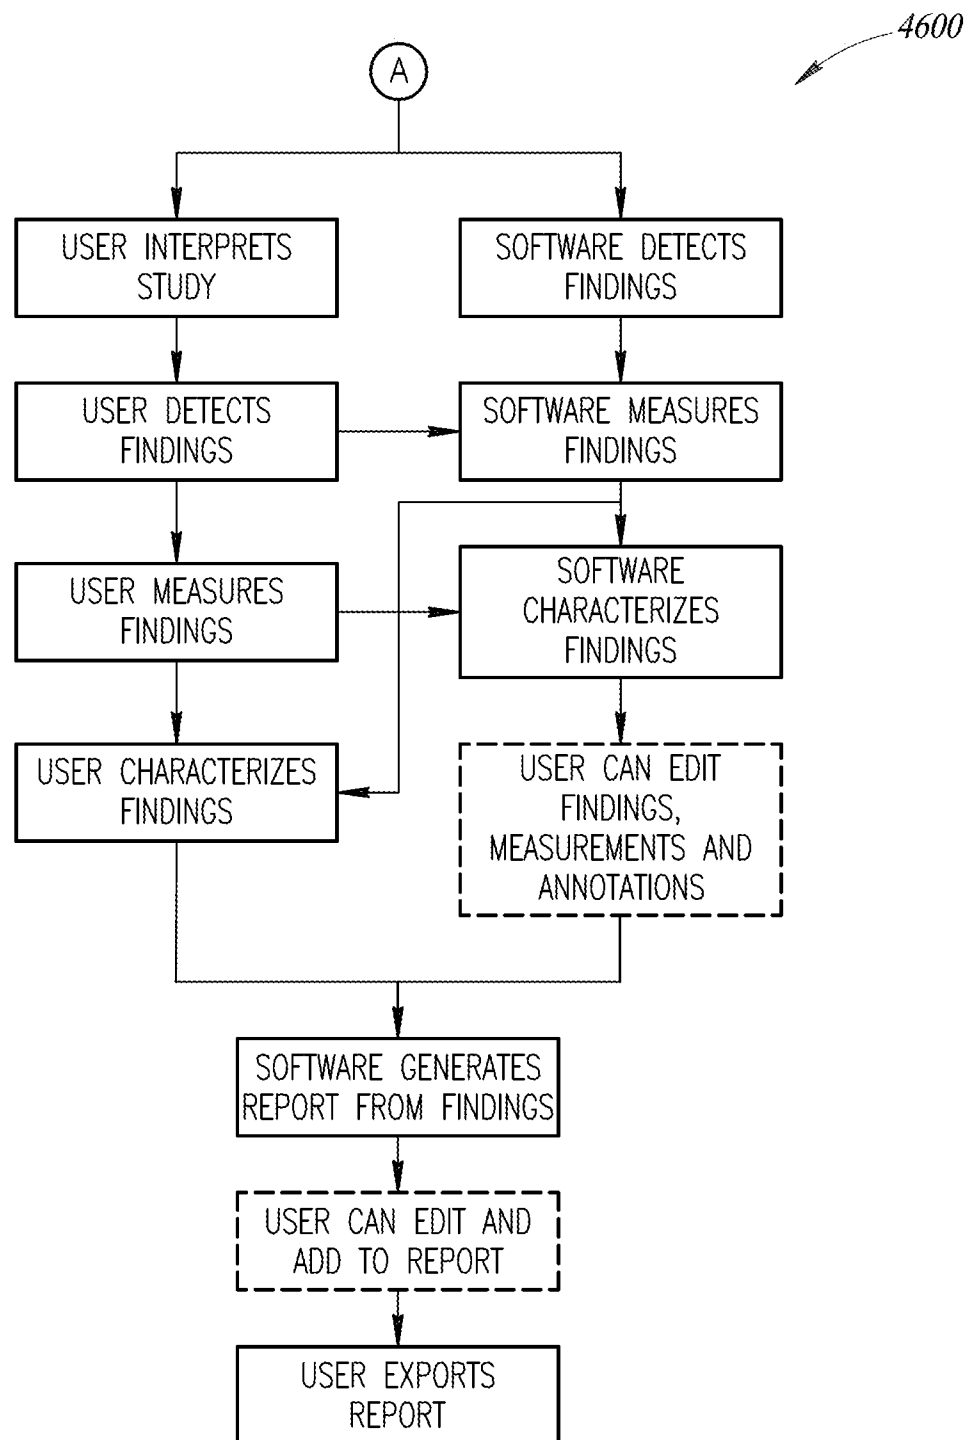 4600
A
USER INTERPRETS
STUDY
SOFTWARE DETECTS
FINDINGS
USER DETECTS
FINDINGS
SOFTWARE MEASURES
FINDINGS
USER MEASURES
FINDINGS
SOFTWARE
CHARACTERIZES
FINDINGS
USER CHARACTERIZES
FINDINGS
USER CAN EDIT
FINDINGS,
MEASUREMENTS AND
ANNOTATIONS
SOFTWARE GENERATES
REPORT FROM FINDINGS
USER CAN EDIT AND
ADD TO REPORT
USER EXPORTS
REPORT